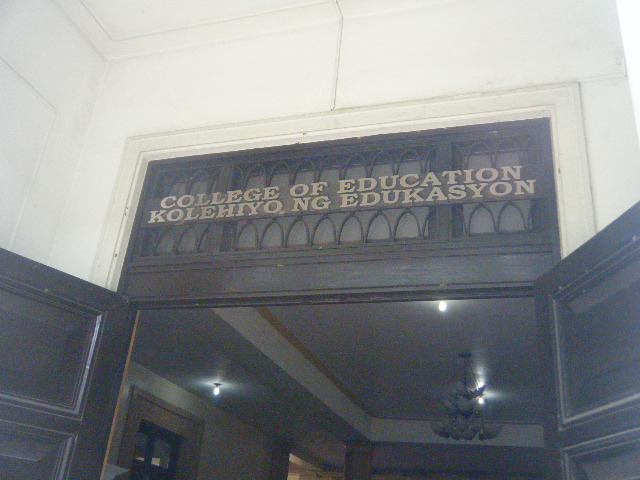 COLLEGE OF EDUCATION
KOLEHIYO NG EDUKASYON